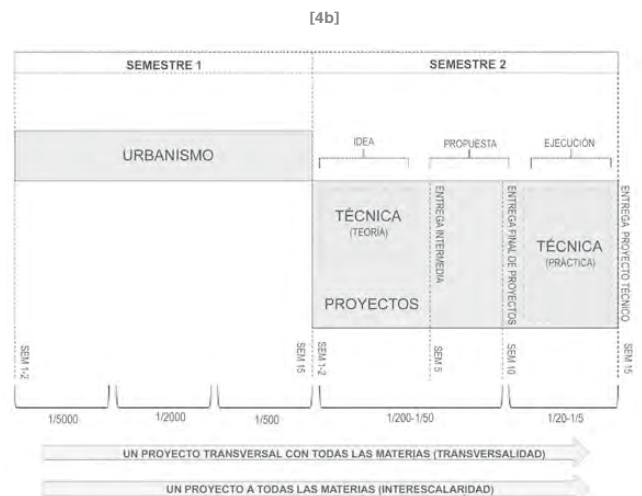 [4b]
SEMESTRE 1
SEMESTRE 2
URBANISMO
IDEA
PROPUESTA
EJECUCIÓN
TÉCNICA
(TEORÍA)
PROYECTOS
ENTREGA INTERMEDIA
ENTREGA FINAL DE PROYECTOS
TÉCNICA
(PRÁCTICA)
ENTREGA PROYECTO TÉCNICO
SEM 1-2
SEM 15
SEM 1-2
SEM 5
SEM 10
SEM 15
1/5000
1/2000
1/500
1/200-1/50
1/20-1/5
UN PROYECTO TRANSVERSAL CON TODAS LAS MATERIAS (TRANSVERSALIDAD)
UN PROYECTO A TODAS LAS MATERIAS (INTERESCALARIDAD)